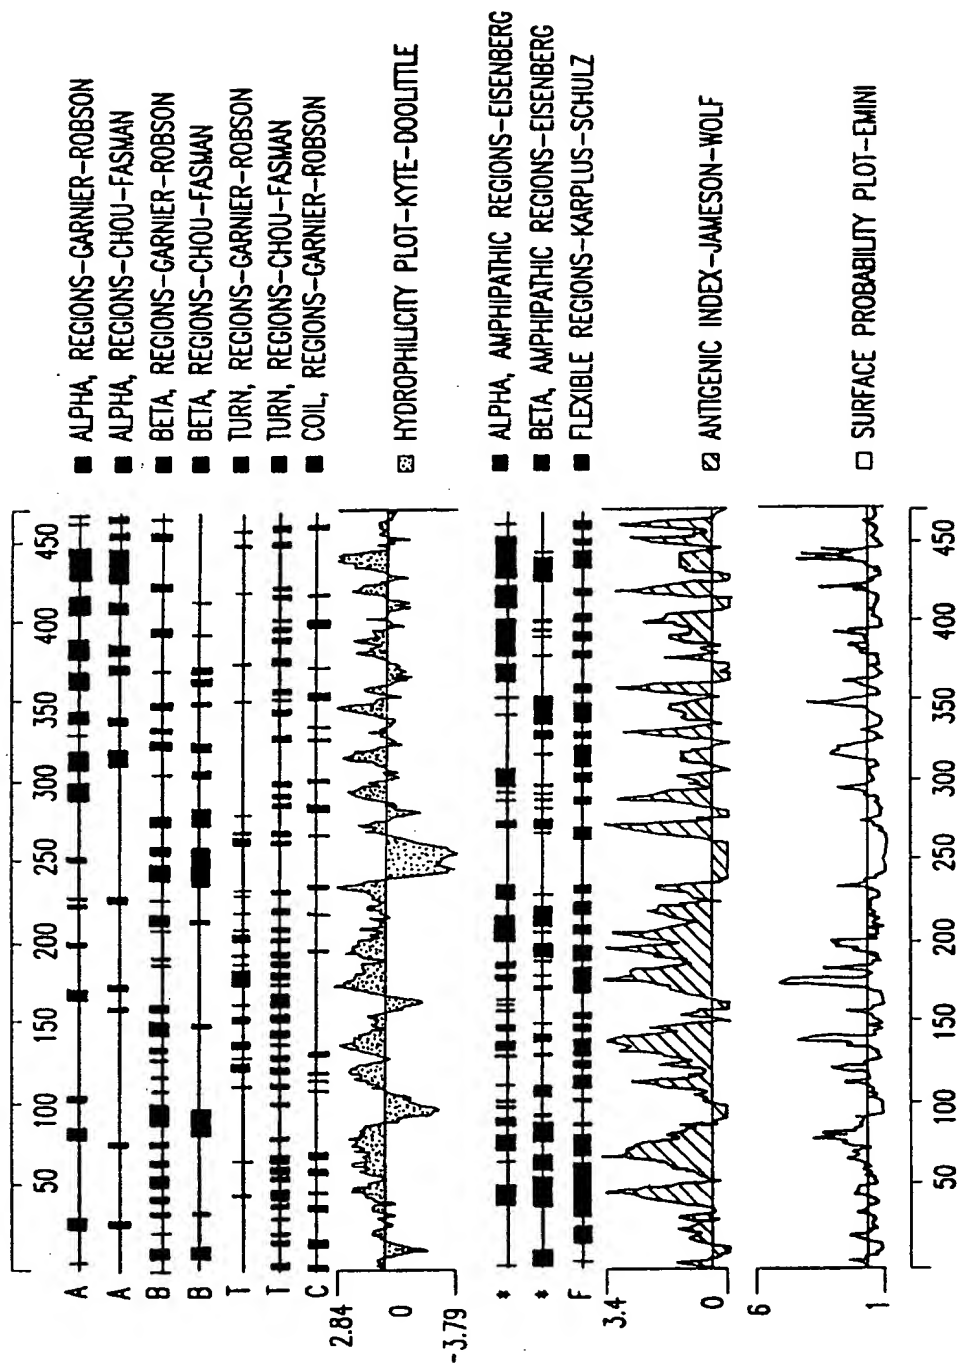 50 100 150 200 250 300 350 400 450
A ■ ALPHA, REGIONS-GARNIER-ROBSON
A ■ ALPHA, REGIONS-CHOU-FASMAN
B ■ BETA, REGIONS-GARNIER-ROBSON
B ■ BETA, REGIONS-CHOU-FASMAN
T ■ TURN, REGIONS-GARNIER-ROBSON
T ■ TURN, REGIONS-CHOU-FASMAN
C ■ COIL, REGIONS-GARNIER-ROBSON
2.84
0
-3.79
HYDROPHILICITY PLOT-KYTE-DOOLITTLE
* ■ ALPHA, AMPHIPATHIC REGIONS-EISENBERG
* ■ BETA, AMPHIPATHIC REGIONS-EISENBERG
F ■ FLEXIBLE REGIONS-KARPLUS-SCHULZ
3.4
0
ANTIGENIC INDEX-JAMESON-WOLF
6
1
□ SURFACE PROBABILITY PLOT-EMINI
50 100 150 200 250 300 350 400 450